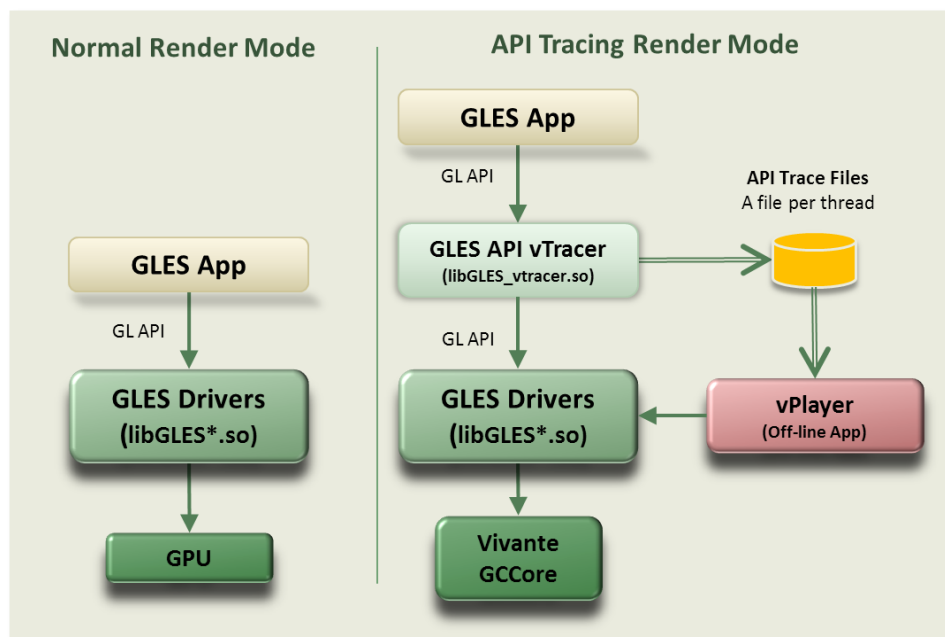 Normal Render Mode
GLES App
GL API
GLES Drivers
(libGLES*.so)
GPU
API Tracing Render Mode
GLES App
GL API
GLES API vTracer
(libGLES_vtracer.so)
GL API
GLES Drivers
(libGLES*.so)
Vivante
GCCore
API Trace Files
A file per thread
vPlayer
(Off-line App)